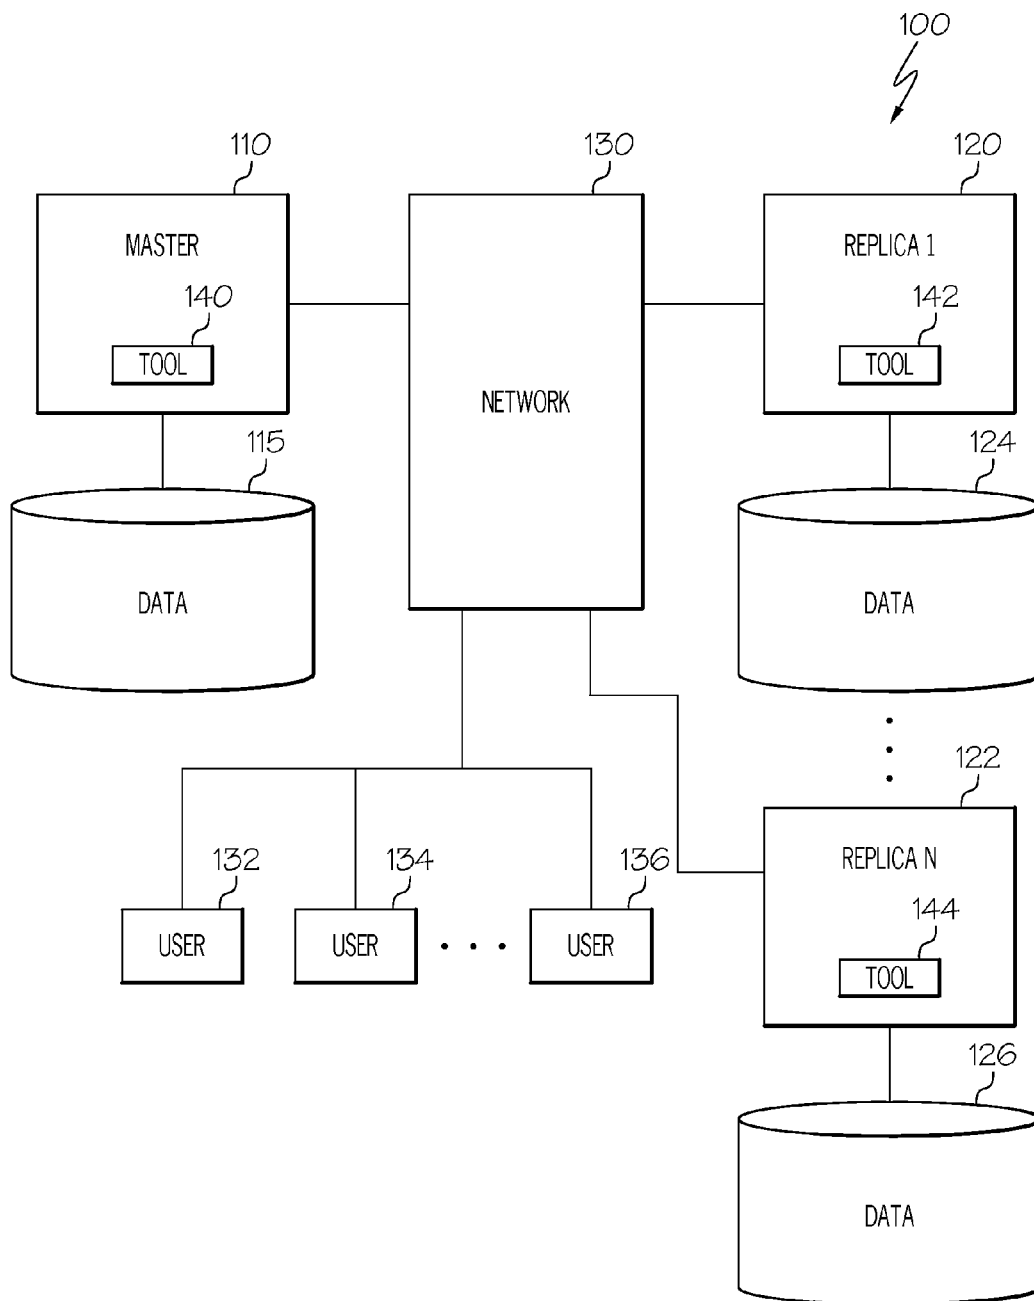 100
110
130
120
MASTER
REPLICA 1
140
142
TOOL
TOOL
NETWORK
115
124
DATA
DATA
122
132
134
136
REPLICA N
USER
USER
USER
144
TOOL
126
DATA